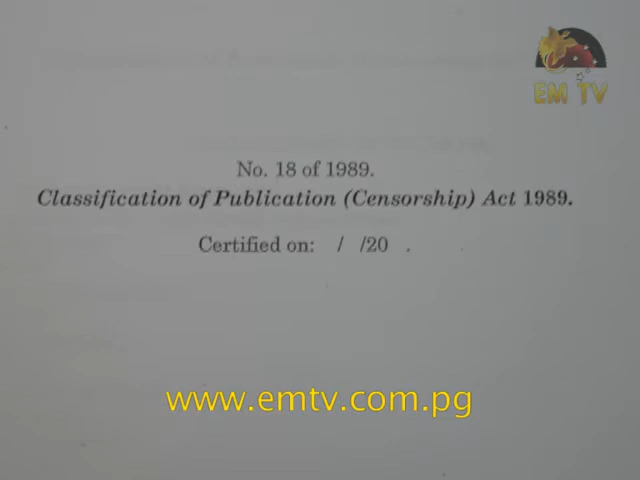 EM TV
No. 18 of 1989.
Classification of Publication (Censorship) Act 1989.
Certified on: / /20 .
www.emtv.com.pg